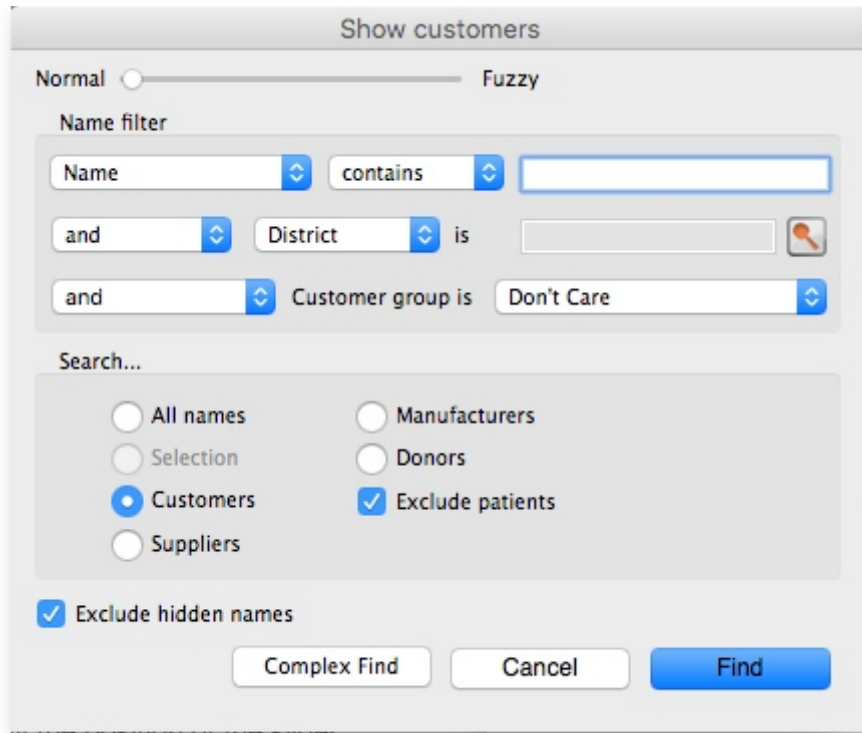 Show customers
Normal Fuzzy
Name filter
Name contains
and District is
and Customer group is Don't Care
Search...
All names Manufacturers
Selection Donors
Customers Exclude patients
Suppliers
Exclude hidden names
Complex Find Cancel Find